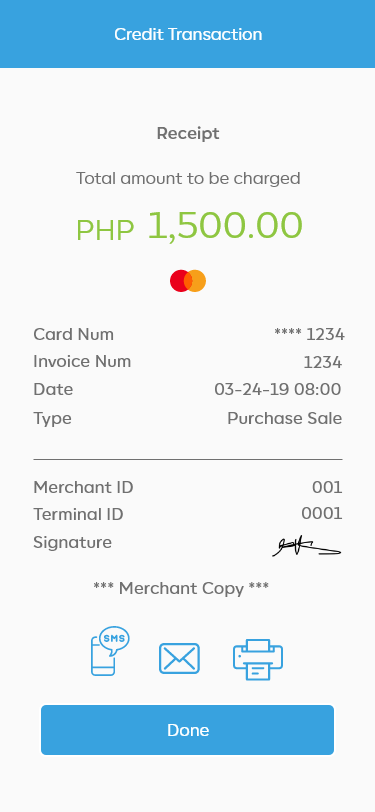 Credit Transaction
Receipt
Total amount to be charged
PHP 1,500.00
Card Num **** 1234
Invoice Num 1234
Date 03-24-19 08:00
Type Purchase Sale
Merchant ID 001
Terminal ID 0001
Signature
*** Merchant Copy ***
SMS
Done